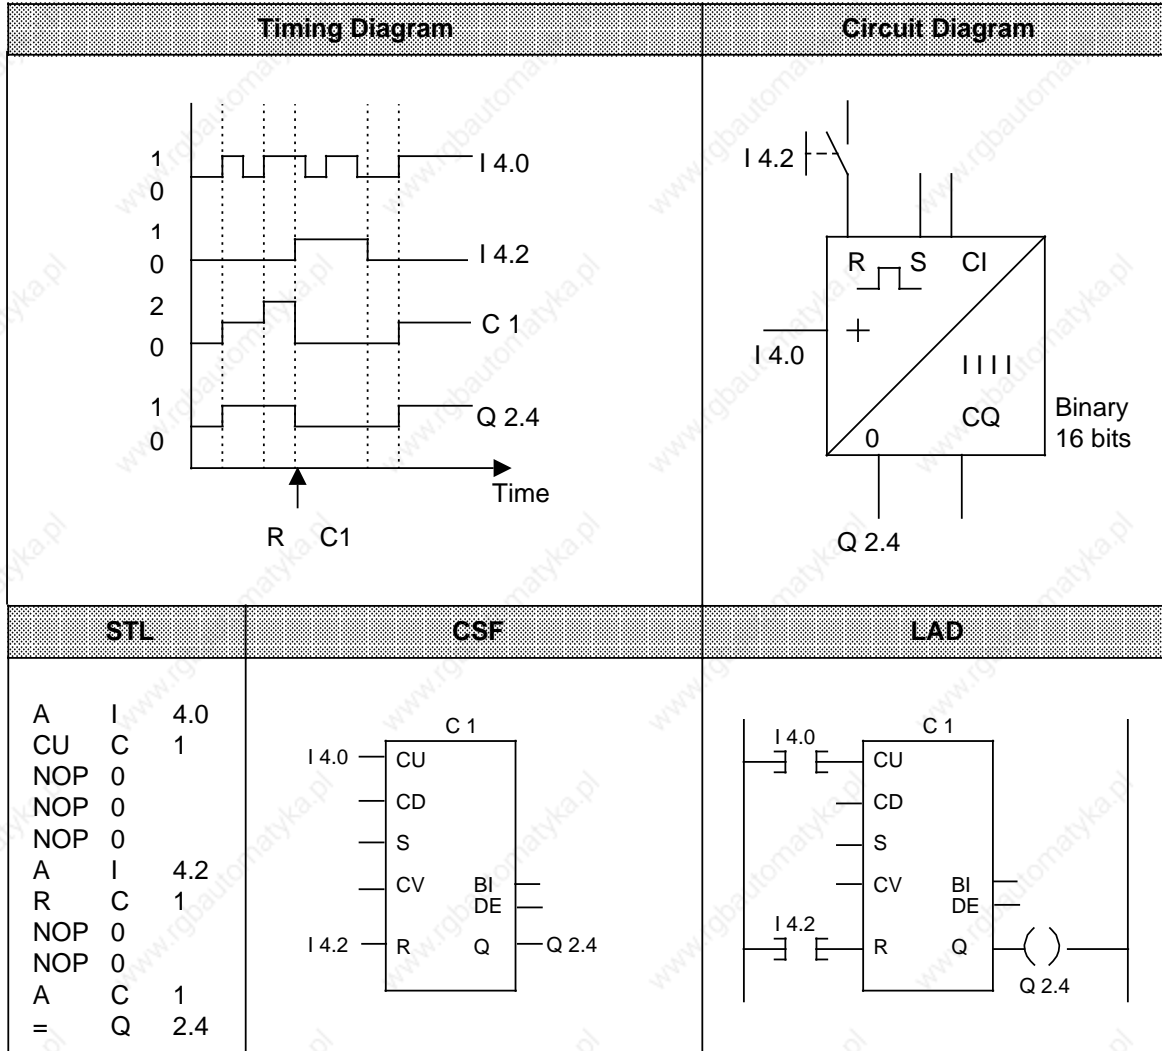 Timing Diagram
Circuit Diagram
1
0
I 4.0
1
0
I 4.2
2
0
C 1
1
0
Q 2.4
Time
R C1
I 4.2
R S CI
I 4.0
+
I I I I
CQ
0
Binary
16 bits
Q 2.4
STL
CSF
LAD
A I 4.0
CU C 1
NOP 0
NOP 0
NOP 0
A I 4.2
R C 1
NOP 0
NOP 0
A C 1
= Q 2.4
C 1
I 4.0 CU
CD
S
CV BI
DE
I 4.2 R Q Q 2.4
C 1
I 4.0 CU
CD
S
CV BI
DE
I 4.2 R Q ( )
Q 2.4
www.rgbautomatyka.pl